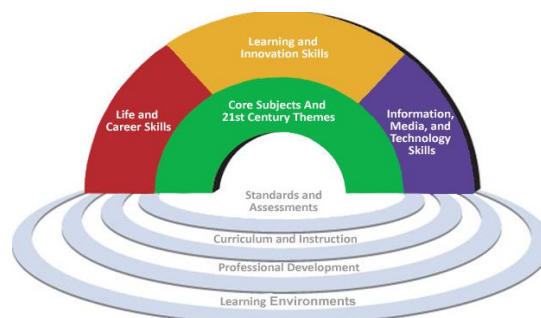 Learning and
Innovation Skills
Life and
Career Skills
Core Subjects And
21st Century Themes
Information,
Media, and
Technology
Skills
Standards and
Assessments
Curriculum and Instruction
Professional Development
Learning Environments